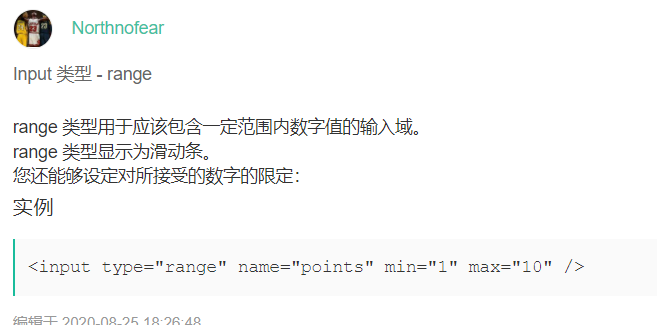 Northnofear
Input 类型 - range
range 类型用于应该包含一定范围内数字值的输入域。
range 类型显示为滑动条。
您还能够设定对所接受的数字的限定：
实例
<input type="range" name="points" min="1" max="10" />
编辑于 2020-08-25 18:26:48